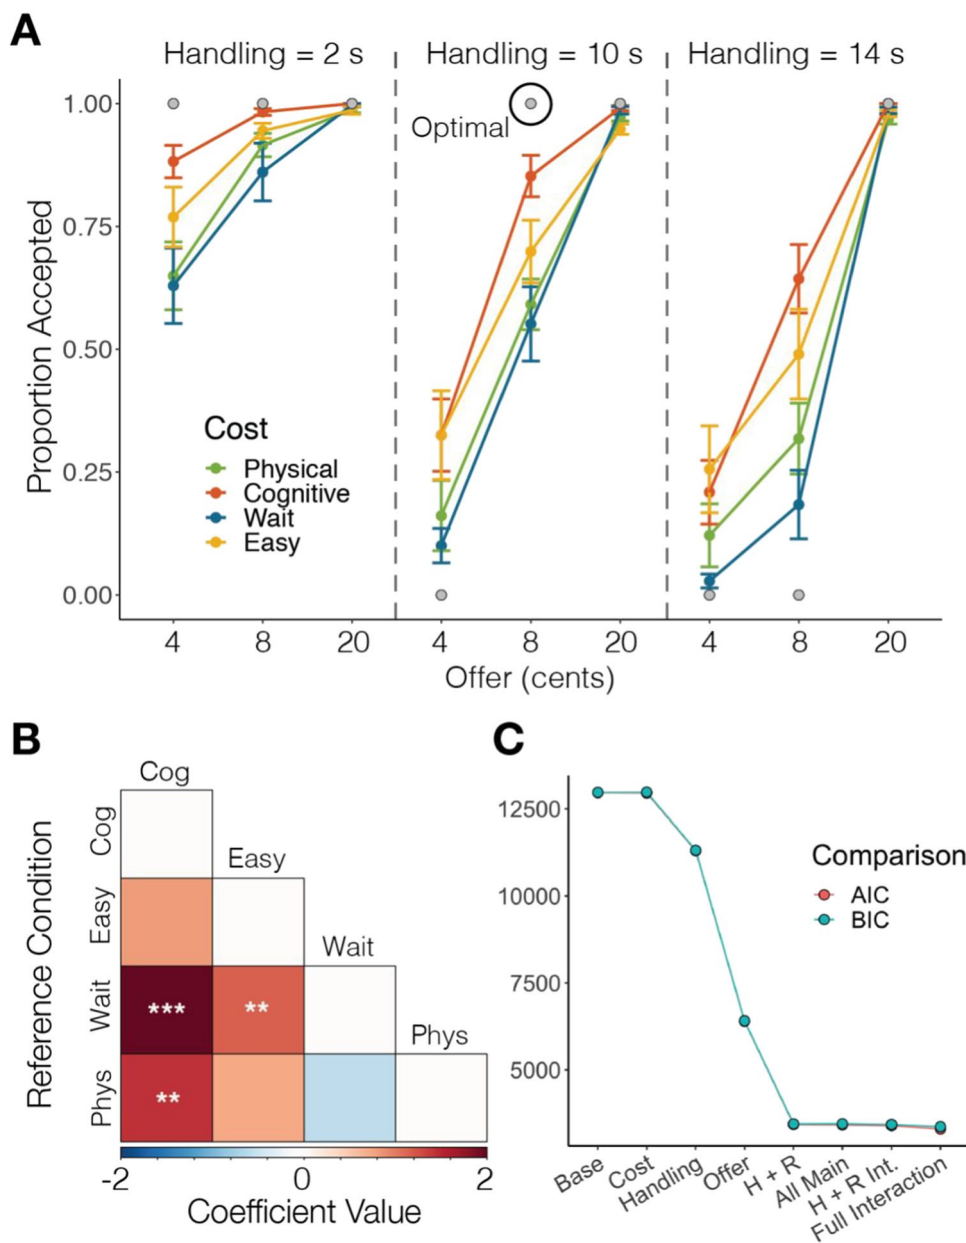 A
Handling = 2 s
Handling = 10 s
Handling = 14 s
Proportion Accepted
1.00
0.75
0.50
0.25
0.00
Optimal
Cost
Physical
Cognitive
Wait
Easy
4 8 20 4 8 20 4 8 20
Offer (cents)
B
Reference Condition
Cog
Easy
Wait
Phys
Cog
Easy
Wait
Phys
*** **
**
-2 0 2
Coefficient Value
C
12500
10000
7500
5000
Comparison
AIC
BIC
Base
Cost
Handling
Offer
H + R
All Main
H + R Int.
Full Interaction